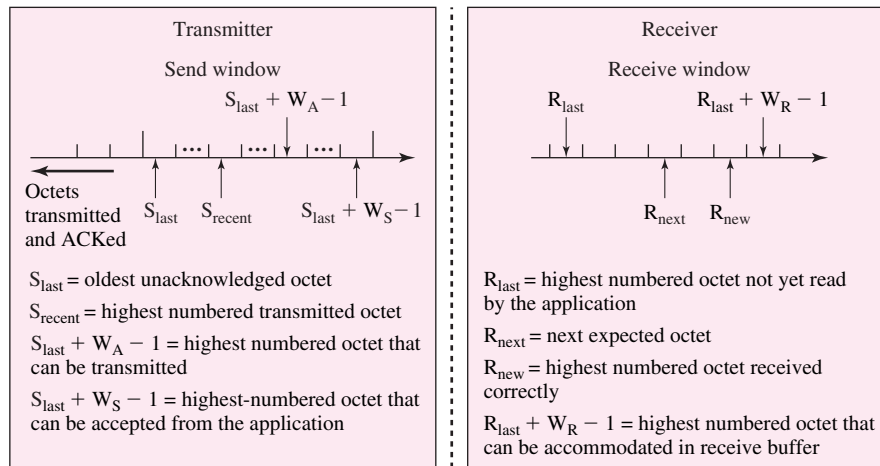 Transmitter
Send window
S_last + W_A − 1
...
...
...
Octets
transmitted
and ACKed
S_last
S_recent
S_last + W_S − 1
S_last = oldest unacknowledged octet
S_recent = highest numbered transmitted octet
S_last + W_A − 1 = highest numbered octet that
can be transmitted
S_last + W_S − 1 = highest-numbered octet that
can be accepted from the application
Receiver
Receive window
R_last
R_last + W_R − 1
R_next
R_new
R_last = highest numbered octet not yet read
by the application
R_next = next expected octet
R_new = highest numbered octet received
correctly
R_last + W_R − 1 = highest numbered octet that
can be accommodated in receive buffer